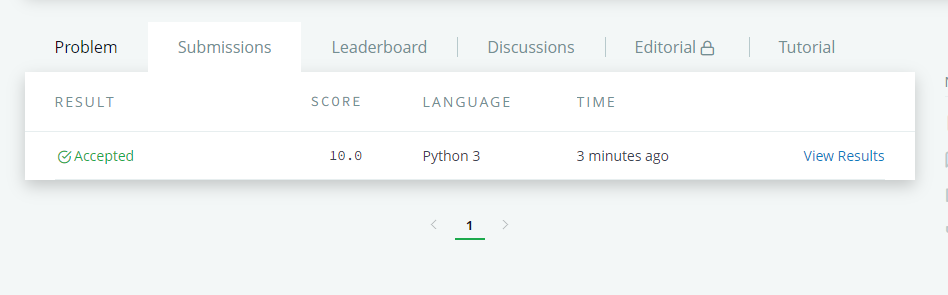 Problem Submissions Leaderboard Discussions Editorial Tutorial
RESULT SCORE LANGUAGE TIME
Accepted 10.0 Python 3 3 minutes ago View Results
1